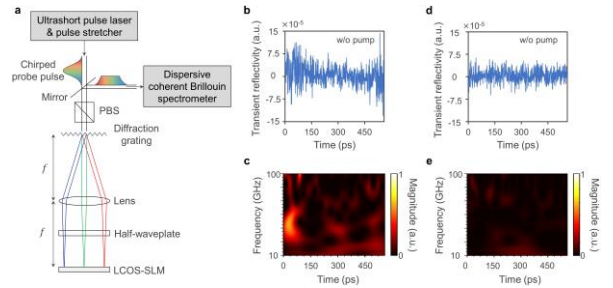 a
Ultrashort pulse laser
& pulse stretcher
Chirped
probe pulse
Mirror
Dispersive
coherent Brillouin
spectrometer
PBS
Diffraction
grating
f
Lens
f
Half-waveplate
LCOS-SLM
b
×10⁻⁵
15
w/o pump
7.5
0
-7.5
-15
Transient reflectivity (a.u.)
0 150 300 450
Time (ps)
d
×10⁻⁵
15
w/o pump
7.5
0
-7.5
-15
Transient reflectivity (a.u.)
0 150 300 450
Time (ps)
c
100
10
Frequency (GHz)
0 150 300 450
Time (ps)
1
0
Magnitude (a.u.)
e
100
10
Frequency (GHz)
0 150 300 450
Time (ps)
1
0
Magnitude (a.u.)